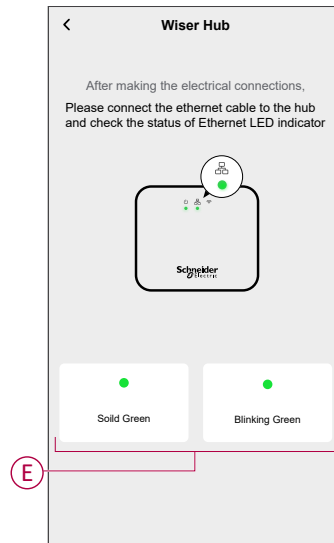 Wiser Hub
After making the electrical connections,
Please connect the ethernet cable to the hub
and check the status of Ethernet LED indicator
Schneider
Electric
Soild Green
Blinking Green
E